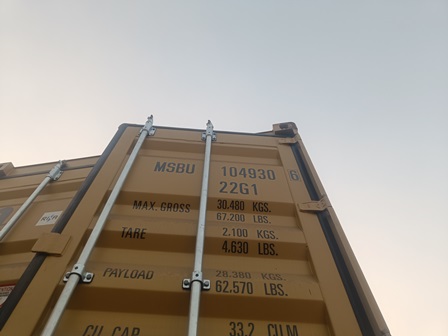 MSBU 104930 6
22G1
MAX. GROSS 30.480 KGS.
67.200 LBS.
TARE 2.100 KGS.
4.630 LBS.
PAYLOAD 28.380 KGS.
62.570 LBS.
CU. CAP. 33.2 CU.M.